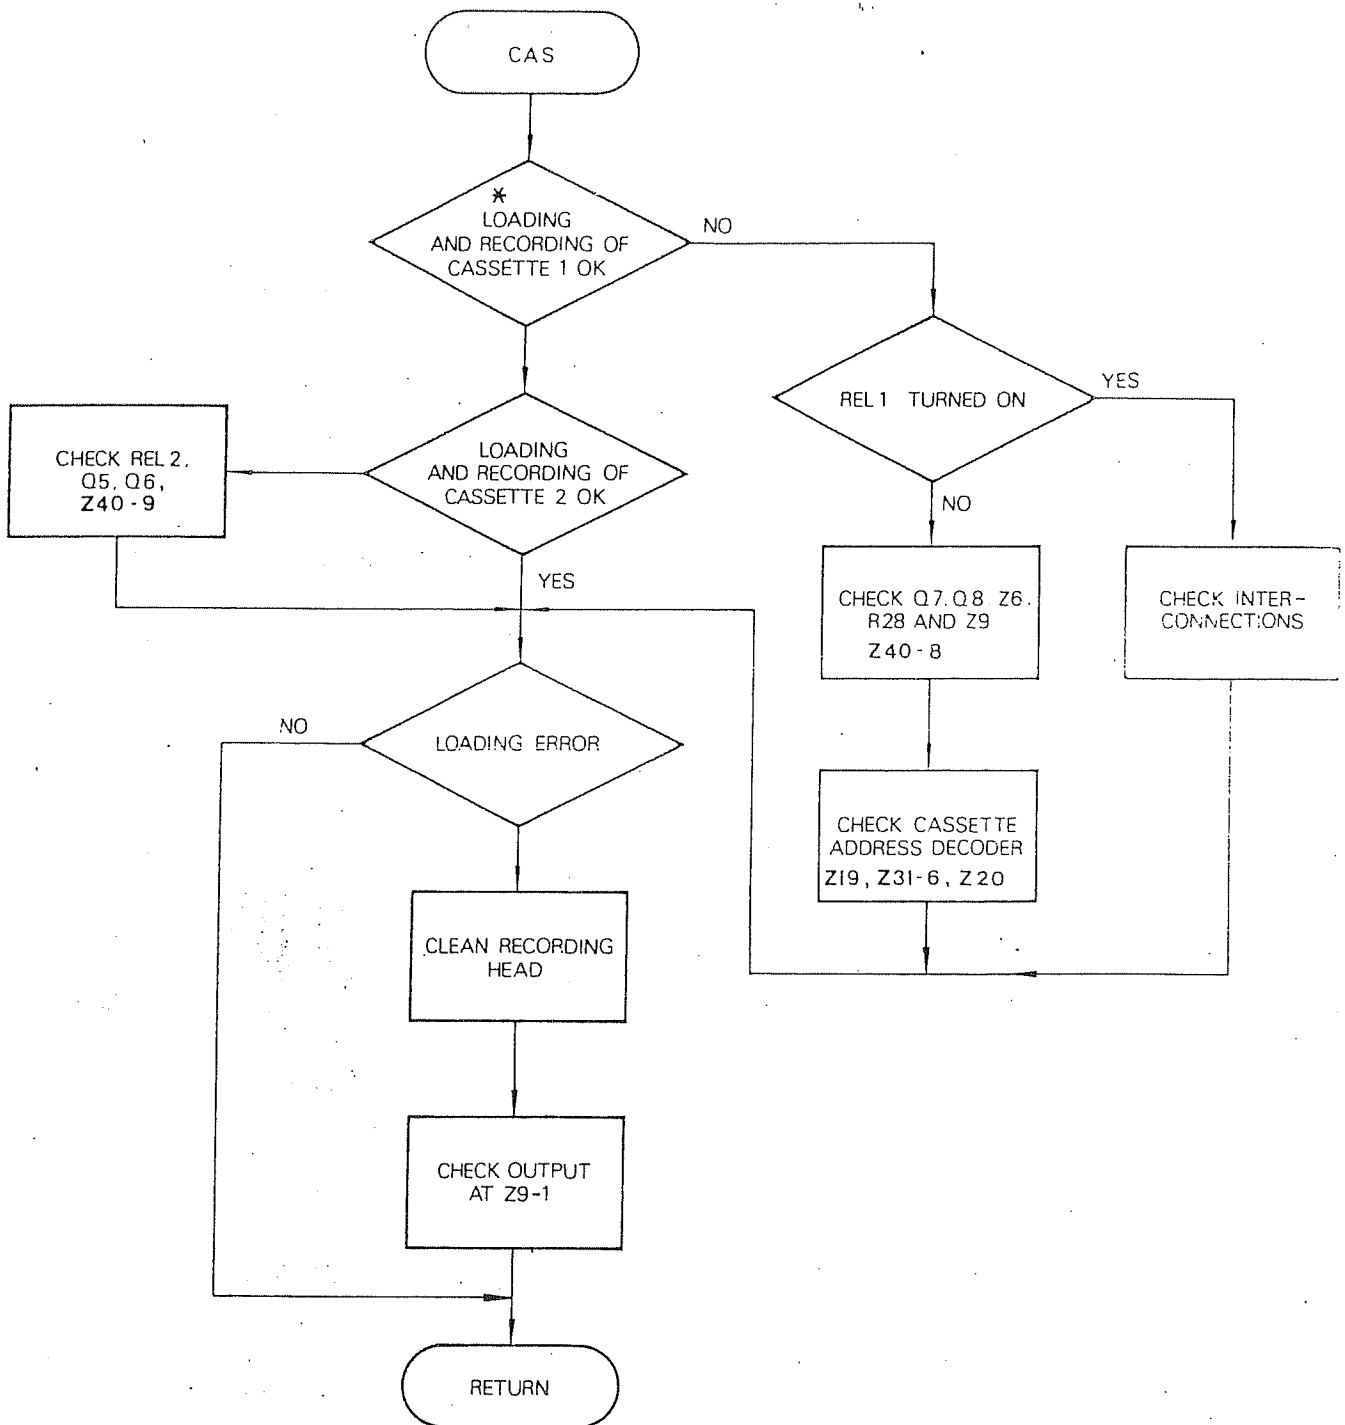 CAS
*
LOADING
AND RECORDING OF
CASSETTE 1 OK
NO
REL 1 TURNED ON
YES
NO
LOADING
AND RECORDING OF
CASSETTE 2 OK
YES
CHECK REL 2,
Q5, Q6,
Z40-9
CHECK Q7, Q8 Z6,
R28 AND Z9
Z40-8
CHECK INTER-
CONNECTIONS
LOADING ERROR
NO
CHECK CASSETTE
ADDRESS DECODER
Z19, Z31-6, Z20
CLEAN RECORDING
HEAD
CHECK OUTPUT
AT Z9-1
RETURN